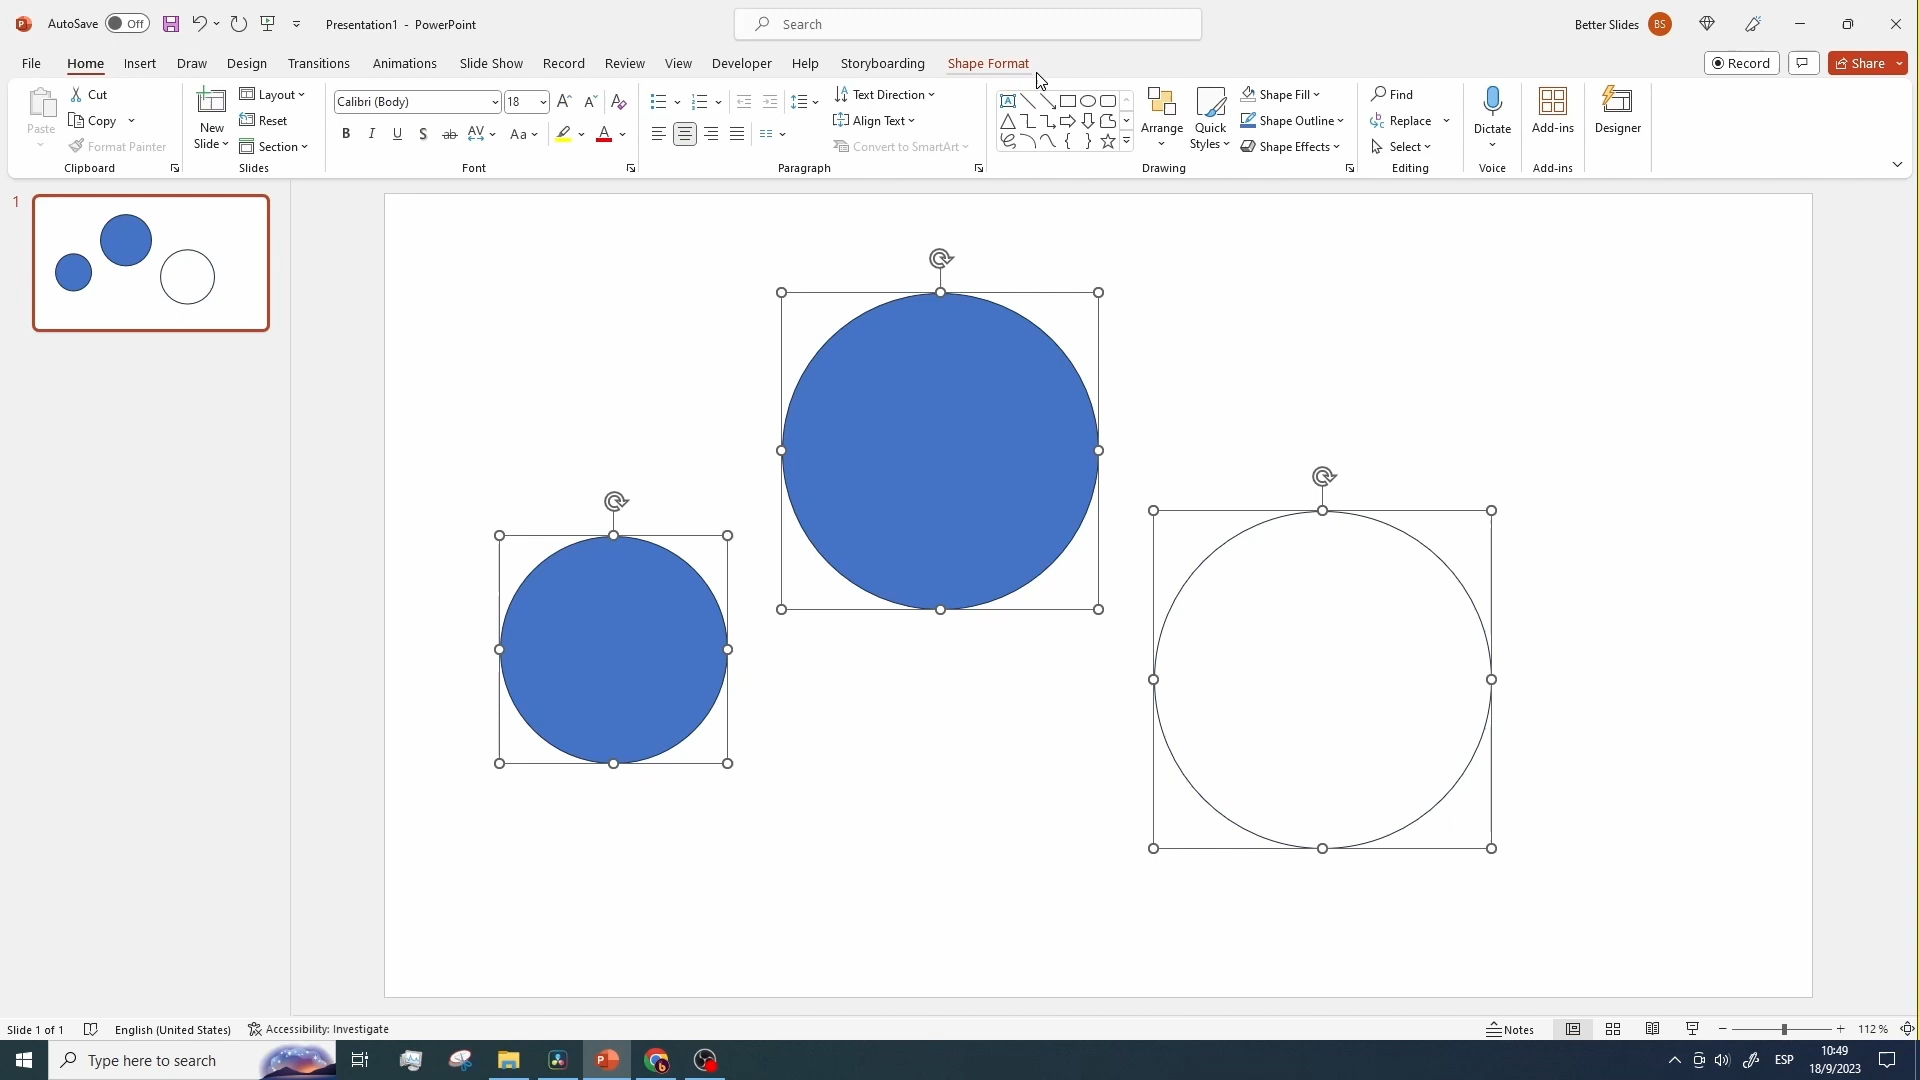 AutoSave Off Presentation1 - PowerPoint Search Better Slides BS
File Home Insert Draw Design Transitions Animations Slide Show Record Review View Developer Help Storyboarding Shape Format Record Share
Paste
Cut
Copy
Format Painter
Clipboard
New
Slide
Layout
Reset
Section
Slides
Calibri (Body) 18
B I U S ab AV Aa A
Font
Text Direction
Align Text
Convert to SmartArt
Paragraph
Arrange
Quick
Styles
Shape Fill
Shape Outline
Shape Effects
Drawing
Find
Replace
Select
Editing
Dictate
Voice
Add-ins
Add-ins
Designer
1
Slide 1 of 1 English (United States) Accessibility: Investigate Notes 112 %
Type here to search
ESP
10:49
18/9/2023